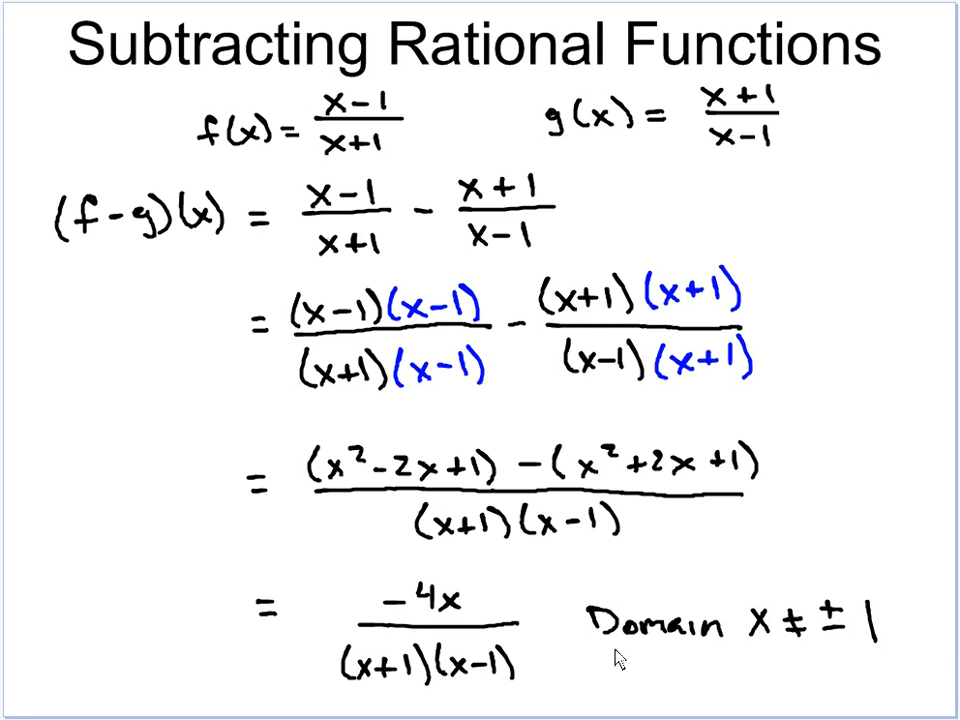 Subtracting Rational Functions
f(x) = (x-1)/(x+1) g(x) = (x+1)/(x-1)
(f-g)(x) = (x-1)/(x+1) - (x+1)/(x-1)
= (x-1)(x-1)/(x+1)(x-1) - (x+1)(x+1)/(x-1)(x+1)
= (x²-2x+1) -(x²+2x+1)/(x+1)(x-1)
= -4x/(x+1)(x-1) Domain x ≠ ± 1